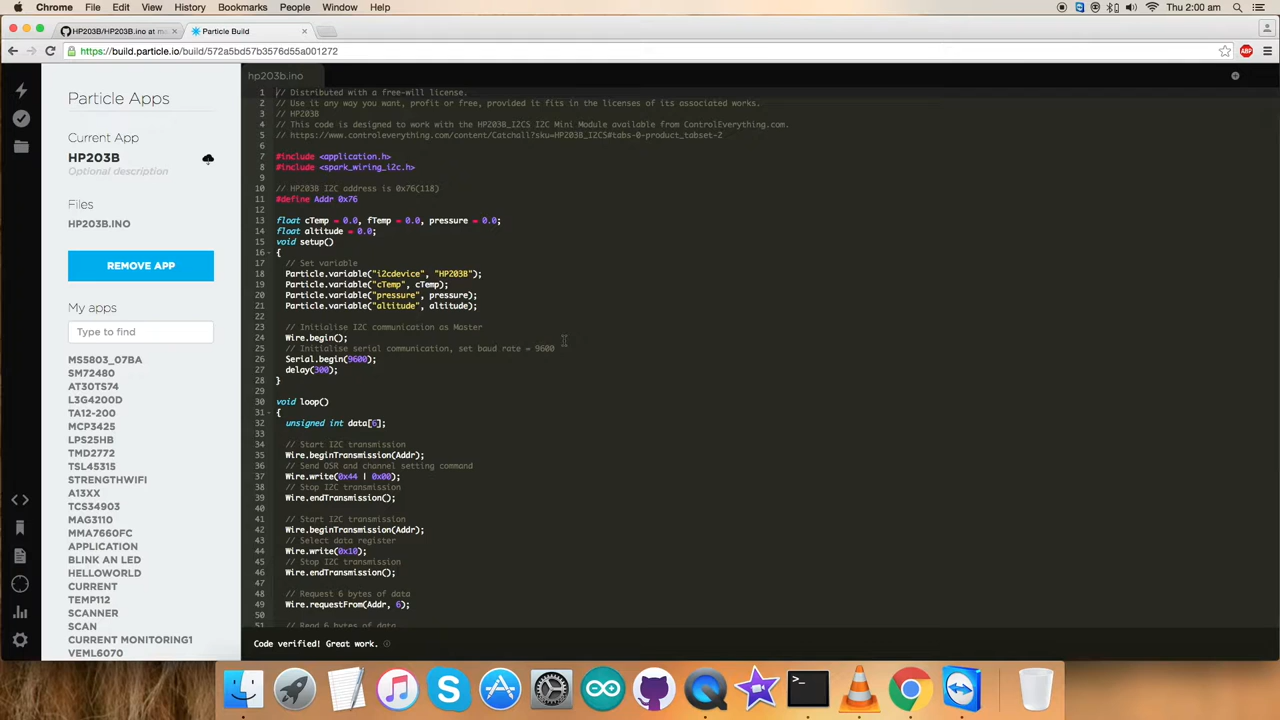 Chrome File Edit View History Bookmarks People Window Help Thu 2:00 am
HP203B/HP203B.ino at ma Particle Build
https://build.particle.io/build/572a5bd57b3576d55a001272
Particle Apps
Current App
HP203B
Optional description
Files
HP203B.INO
REMOVE APP
My apps
Type to find
MS5803_07BA
SM72480
AT30TS74
L3G4200D
TA12-200
MCP3425
LPS25HB
TMD2772
TSL45315
STRENGTHWIFI
A13XX
TCS34903
MAG3110
MMA7660FC
APPLICATION
BLINK AN LED
HELLOWORLD
CURRENT
TEMP112
SCANNER
SCAN
CURRENT MONITORING1
VEML6070
hp203b.ino
1 // Distributed with a free-will license.
2 // Use it any way you want, profit or free, provided it fits in the licenses of its associated works.
3 // HP203B
4 // This code is designed to work with the HP203B_I2CS I2C Mini Module available from ControlEverything.com.
5 // https://www.controleverything.com/content/Catchall?sku=HP203B_I2CS#tabs-0-product_tabset-2
6
7 #include <application.h>
8 #include <spark_wiring_i2c.h>
9
10 // HP203B I2C address is 0x76(118)
11 #define Addr 0x76
12
13 float cTemp = 0.0, fTemp = 0.0, pressure = 0.0;
14 float altitude = 0.0;
15 void setup()
16 {
17 // Set variable
18 Particle.variable("i2cdevice", "HP203B");
19 Particle.variable("cTemp", cTemp);
20 Particle.variable("pressure", pressure);
21 Particle.variable("altitude", altitude);
22
23 // Initialise I2C communication as Master
24 Wire.begin();
25 // Initialise serial communication, set baud rate = 9600
26 Serial.begin(9600);
27 delay(300);
28 }
29
30 void loop()
31 {
32 unsigned int data[6];
33
34 // Start I2C transmission
35 Wire.beginTransmission(Addr);
36 // Send OSR and channel setting command
37 Wire.write(0x44 | 0x00);
38 // Stop I2C transmission
39 Wire.endTransmission();
40
41 // Start I2C transmission
42 Wire.beginTransmission(Addr);
43 // Select data register
44 Wire.write(0x10);
45 // Stop I2C transmission
46 Wire.endTransmission();
47
48 // Request 6 bytes of data
49 Wire.requestFrom(Addr, 6);
50
51 // Read 6 bytes of data
Code verified! Great work.